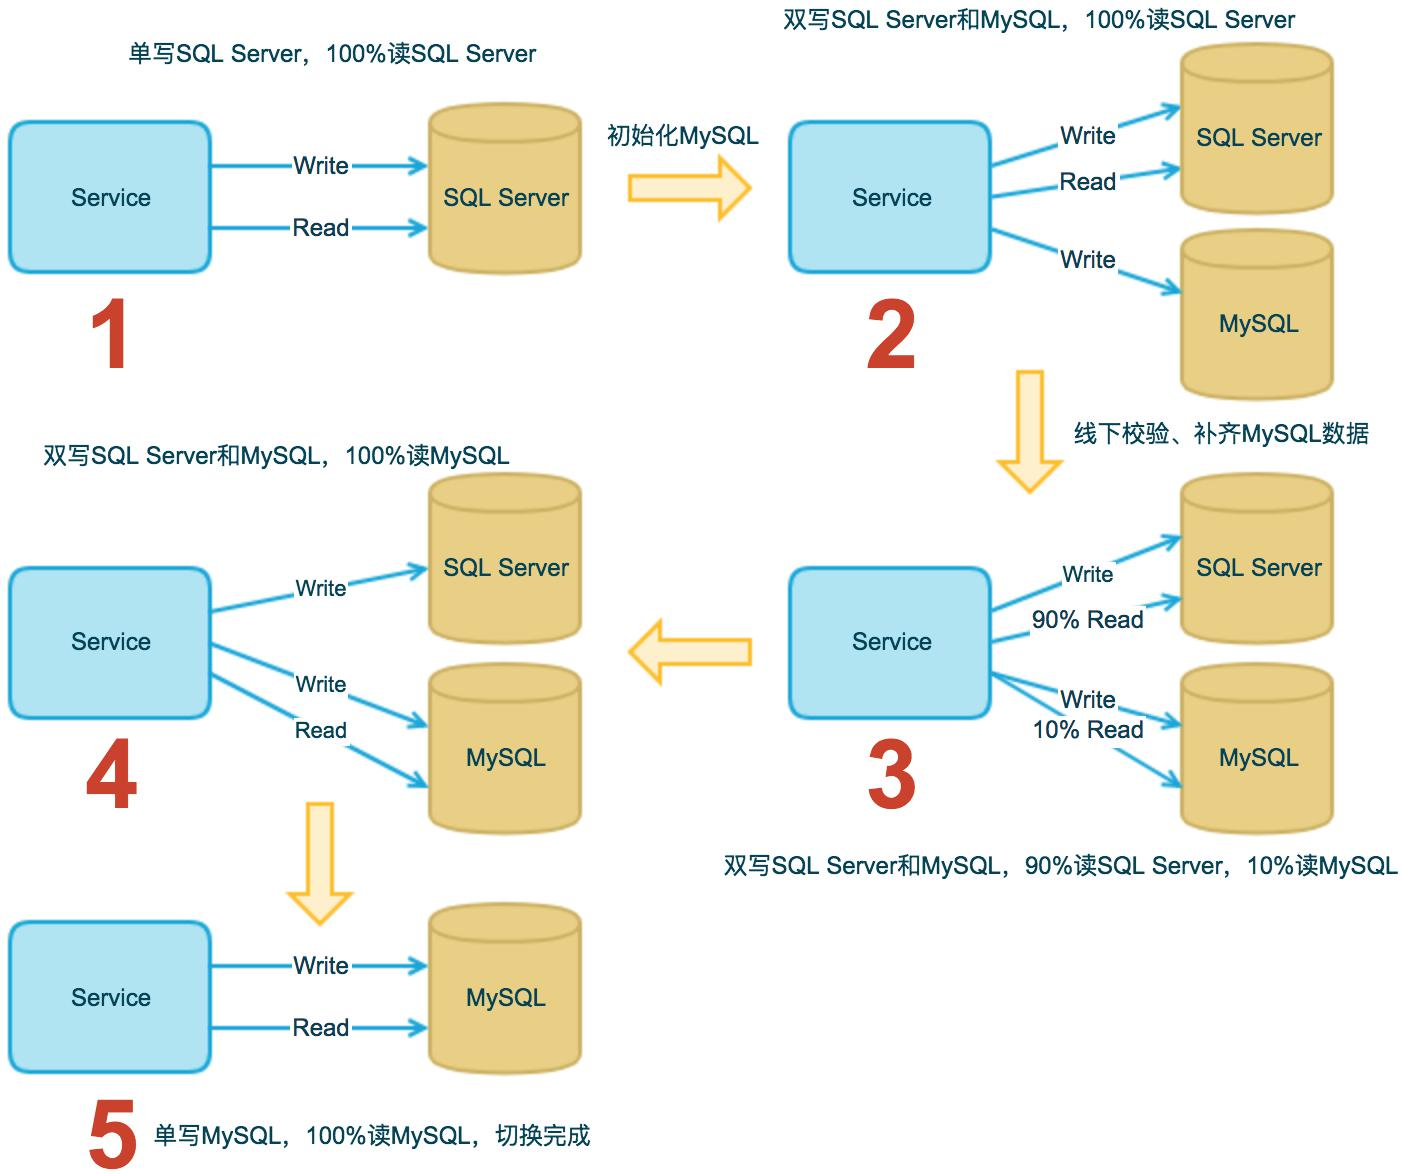 单写SQL Server，100%读SQL Server
Service
Write
Read
SQL Server
1
初始化MySQL
双写SQL Server和MySQL，100%读SQL Server
Service
Write
Read
Write
SQL Server
MySQL
2
线下校验、补齐MySQL数据
Service
Write
90% Read
Write
10% Read
SQL Server
MySQL
3
双写SQL Server和MySQL，90%读SQL Server，10%读MySQL
双写SQL Server和MySQL，100%读MySQL
Service
Write
Write
Read
SQL Server
MySQL
4
Service
Write
Read
MySQL
5
单写MySQL，100%读MySQL，切换完成